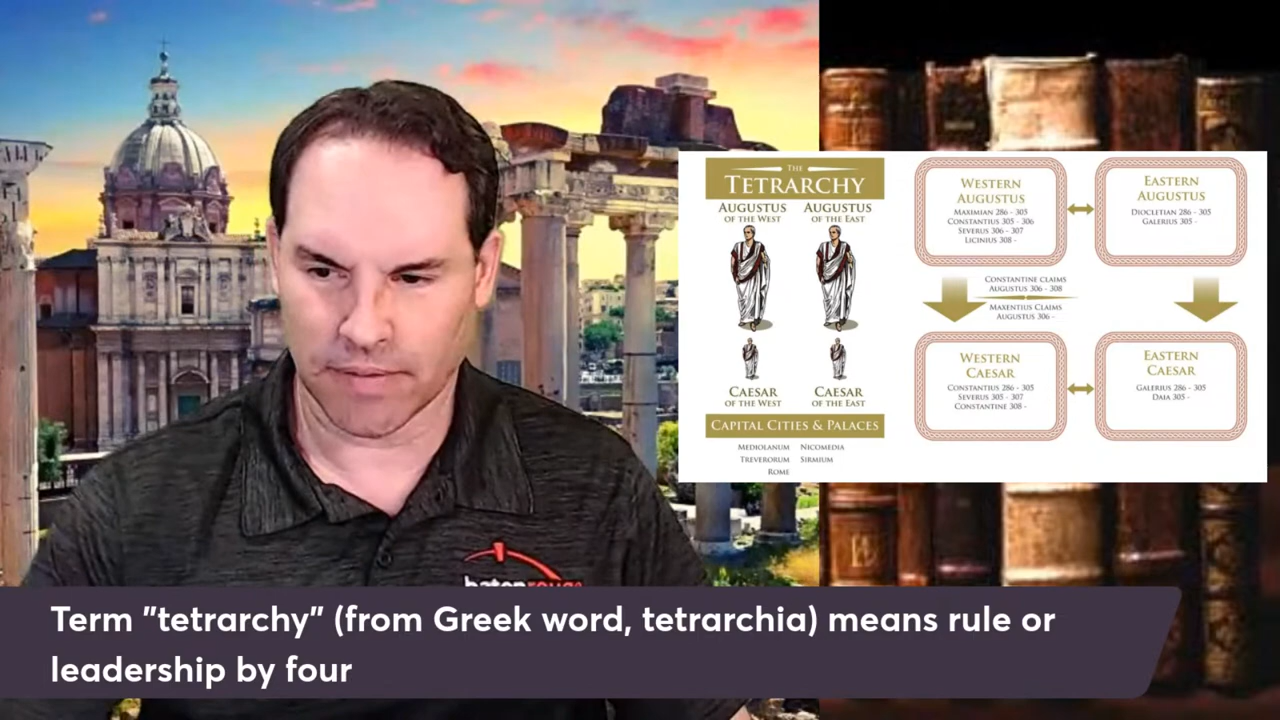 THE
TETRARCHY
AUGUSTUS OF THE WEST
AUGUSTUS OF THE EAST
CAESAR OF THE WEST
CAESAR OF THE EAST
CAPITAL CITIES & PALACES
MEDIOLANUM NICOMEDIA
TREVERORUM SIRMIUM
ROME
WESTERN
AUGUSTUS
MAXIMIAN 286 - 305
CONSTANTIUS 305 - 306
SEVERUS 306 - 307
LICINIUS 308 -
EASTERN
AUGUSTUS
DIOCLETIAN 286 - 305
GALERIUS 305 -
CONSTANTINE CLAIMS
AUGUSTUS 306 - 308
MAXENTIUS CLAIMS
AUGUSTUS 306 -
WESTERN
CAESAR
CONSTANTIUS 286 - 305
SEVERUS 305 - 307
CONSTANTINE 308 -
EASTERN
CAESAR
GALERIUS 286 - 305
DAIA 305 -
Term "tetrarchy" (from Greek word, tetrarchia) means rule or
leadership by four